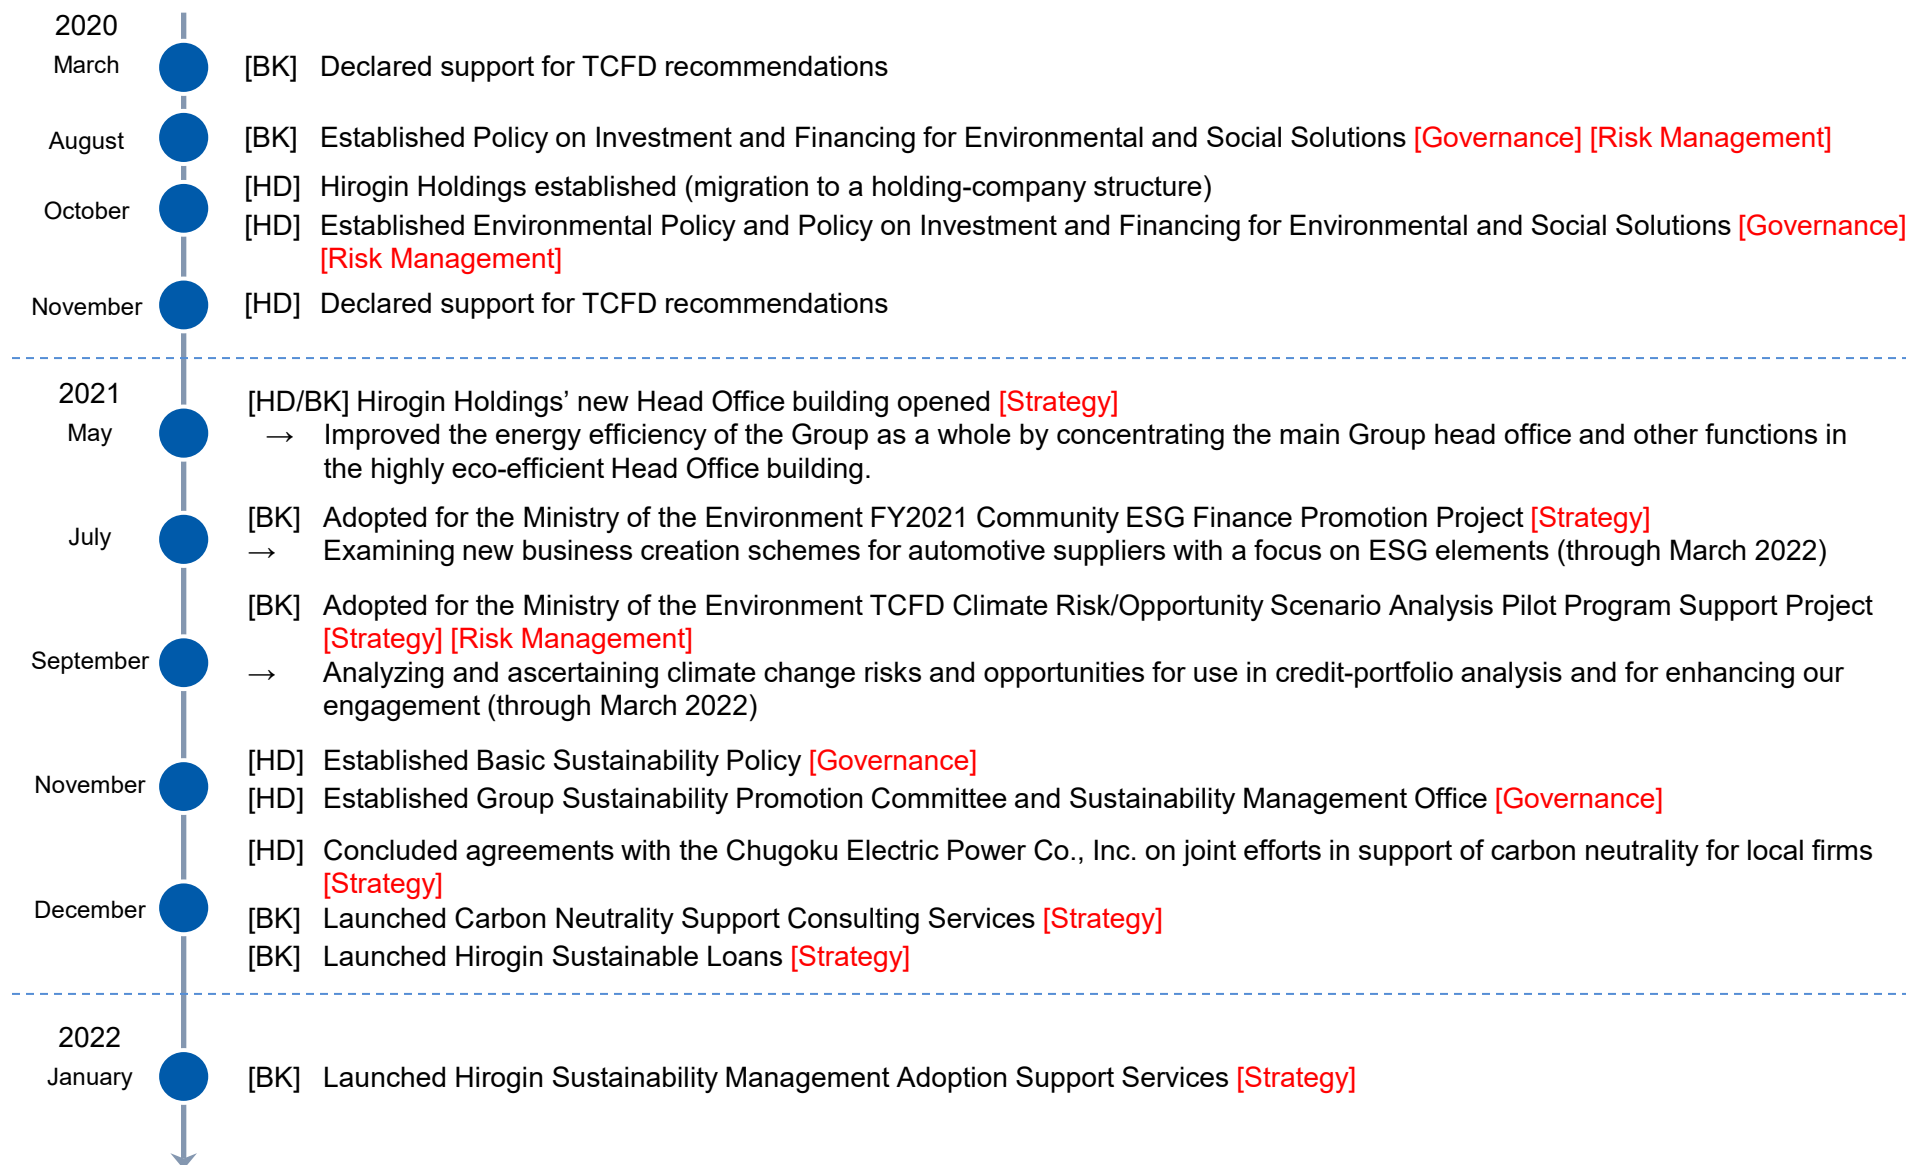 2020
March
[BK] Declared support for TCFD recommendations
August
[BK] Established Policy on Investment and Financing for Environmental and Social Solutions [Governance] [Risk Management]
October
[HD] Hirogin Holdings established (migration to a holding-company structure)
[HD] Established Environmental Policy and Policy on Investment and Financing for Environmental and Social Solutions [Governance]
[Risk Management]
November
[HD] Declared support for TCFD recommendations
2021
May
[HD/BK] Hirogin Holdings’ new Head Office building opened [Strategy]
→ Improved the energy efficiency of the Group as a whole by concentrating the main Group head office and other functions in
the highly eco-efficient Head Office building.
July
[BK] Adopted for the Ministry of the Environment FY2021 Community ESG Finance Promotion Project [Strategy]
→ Examining new business creation schemes for automotive suppliers with a focus on ESG elements (through March 2022)
September
[BK] Adopted for the Ministry of the Environment TCFD Climate Risk/Opportunity Scenario Analysis Pilot Program Support Project
[Strategy] [Risk Management]
→ Analyzing and ascertaining climate change risks and opportunities for use in credit-portfolio analysis and for enhancing our
engagement (through March 2022)
November
[HD] Established Basic Sustainability Policy [Governance]
[HD] Established Group Sustainability Promotion Committee and Sustainability Management Office [Governance]
December
[HD] Concluded agreements with the Chugoku Electric Power Co., Inc. on joint efforts in support of carbon neutrality for local firms
[Strategy]
[BK] Launched Carbon Neutrality Support Consulting Services [Strategy]
[BK] Launched Hirogin Sustainable Loans [Strategy]
2022
January
[BK] Launched Hirogin Sustainability Management Adoption Support Services [Strategy]